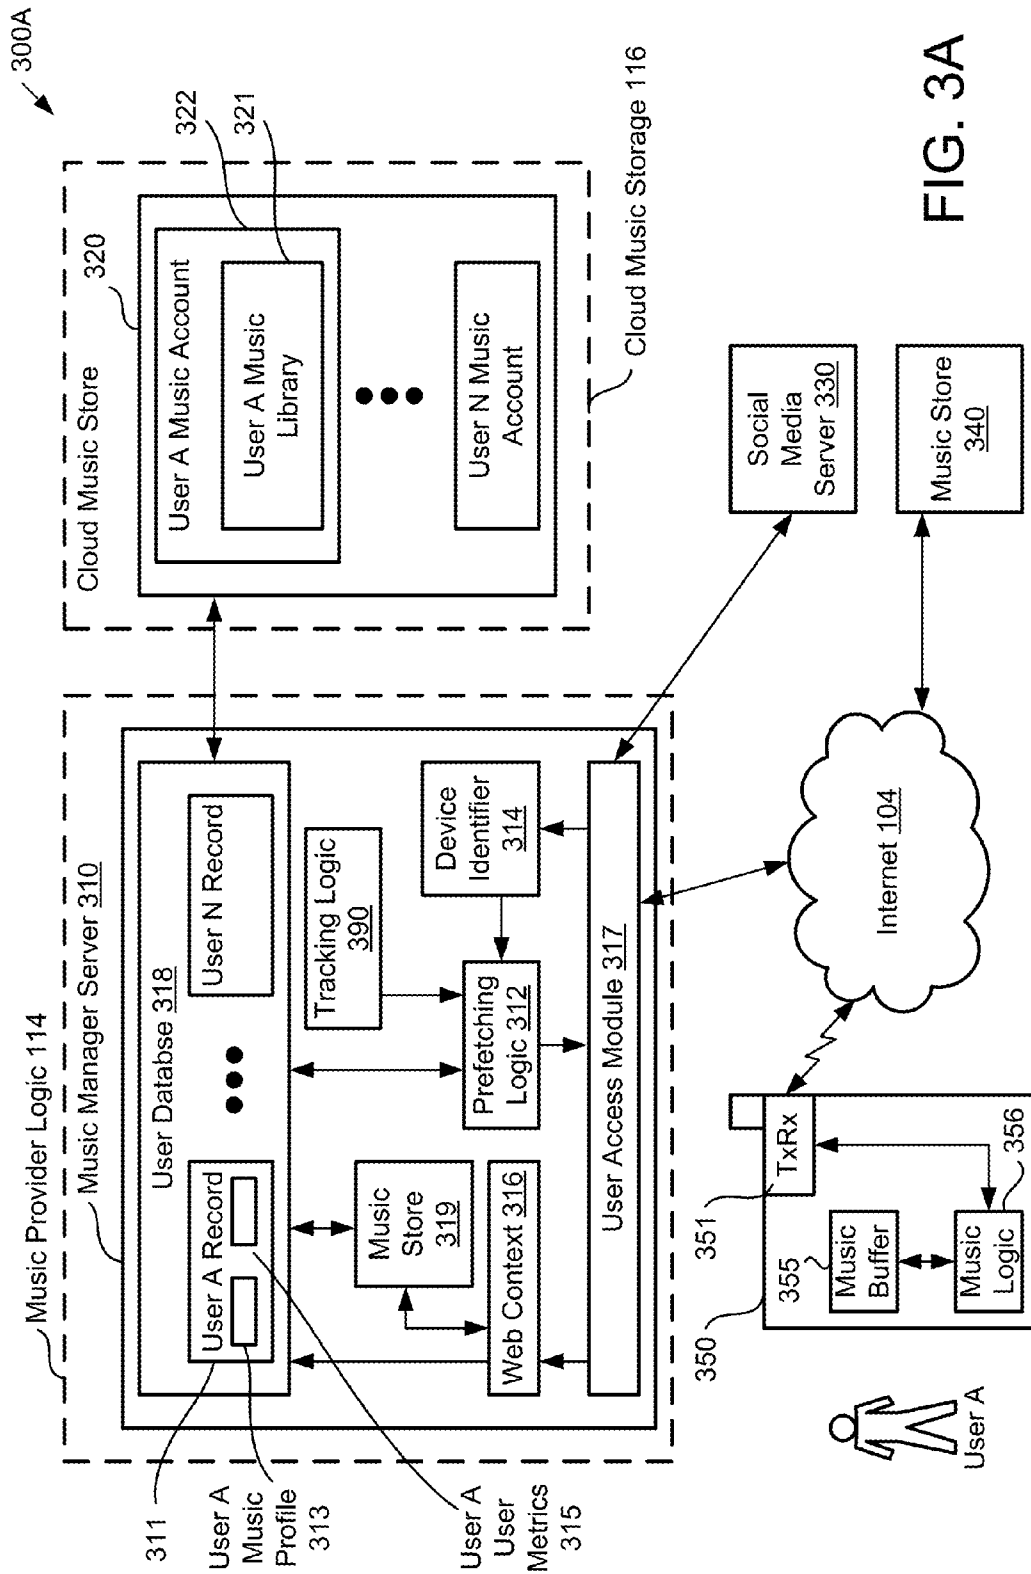 300A
Music Provider Logic 114
Music Manager Server 310
User Databse 318
User A Record
User N Record
311
User A
Music
Profile
313
User A
User
Metrics
315
Music
Store
319
Tracking Logic
390
Web Context 316
Prefetching
Logic 312
Device
Identifier
314
User Access Module 317
Cloud Music Store
320
User A Music Account
322
User A Music
Library
321
User N Music
Account
Cloud Music Storage 116
Social
Media
Server 330
Music Store
340
Internet 104
350
351
TxRx
355
Music
Buffer
Music
Logic
356
User A
FIG. 3A